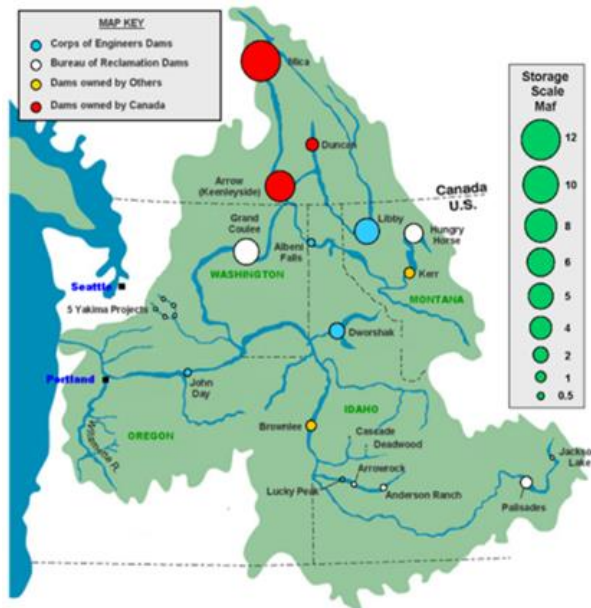 MAP KEY
Corps of Engineers Dams
Bureau of Reclamation Dams
Dams owned by Others
Dams owned by Canada
Storage
Scale
Maf
12
10
8
6
5
4
2
1
0.5
Mica
Duncan
Arrow
(Keenleyside)
Canada
U.S.
Grand
Coulee
Libby
Hungry
Horse
Albeni
Falls
WASHINGTON
Kerr
Seattle
MONTANA
5 Yakima Projects
Dworshak
Portland
John
Day
IDAHO
Brownlee
Cascade
OREGON
Deadwood
Willamette R.
Jackson
Lake
Arrowrock
Lucky Peak
Anderson Ranch
Palisades